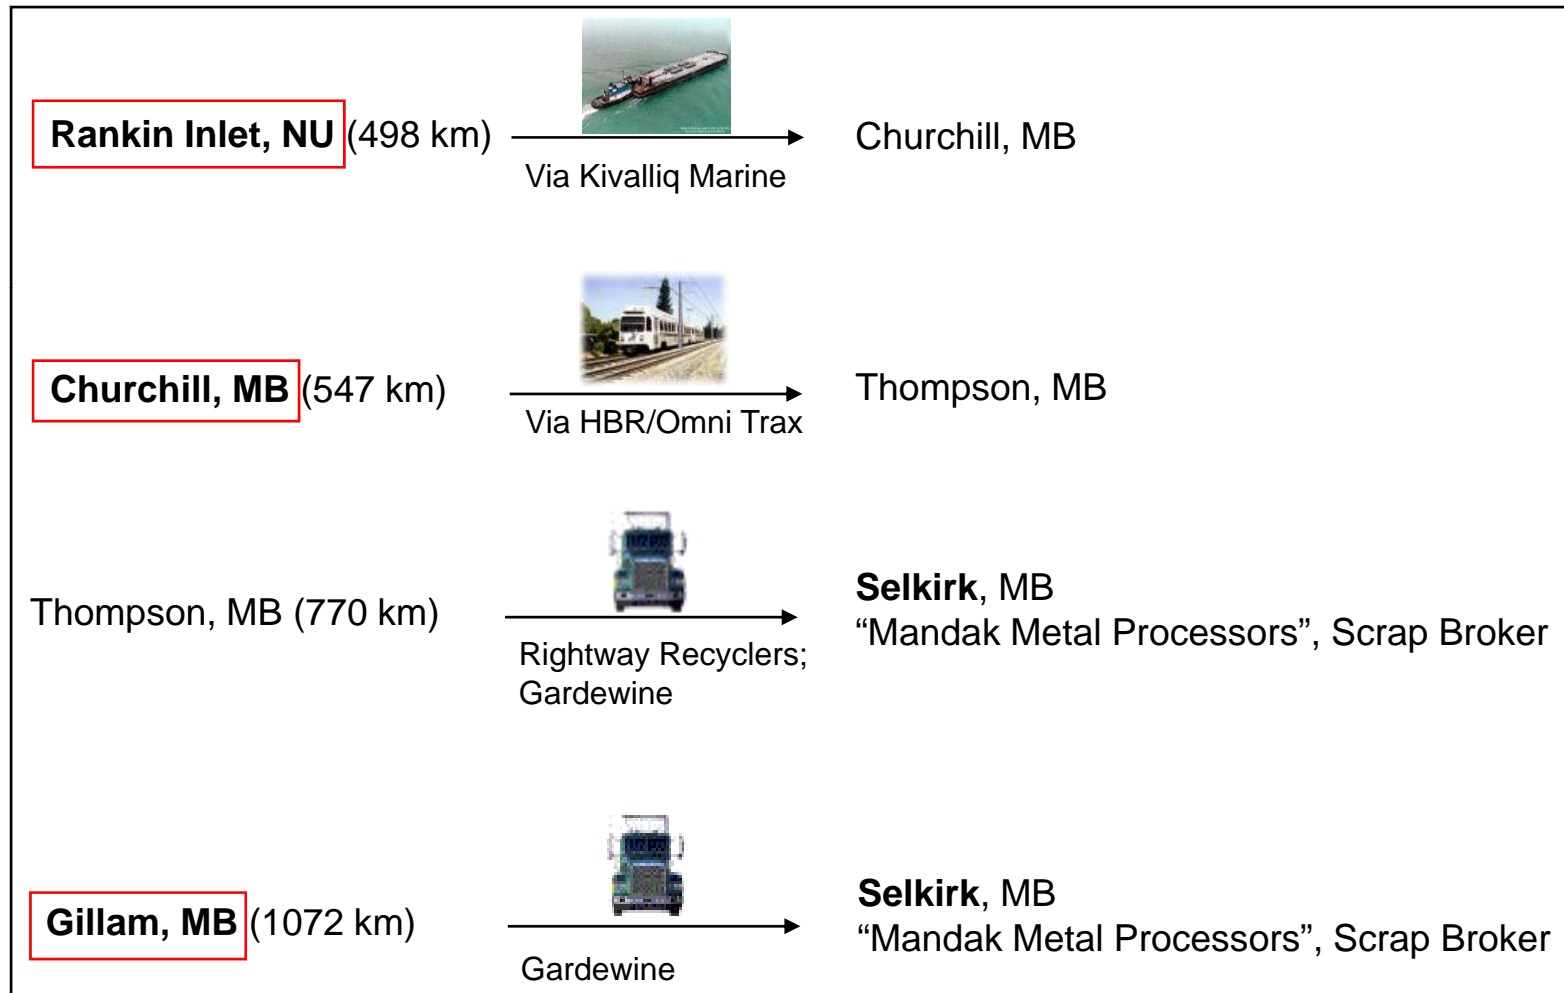 Rankin Inlet, NU (498 km)
Via Kivalliq Marine
Churchill, MB
Churchill, MB (547 km)
Via HBR/Omni Trax
Thompson, MB
Thompson, MB (770 km)
Rightway Recyclers;
Gardewine
Selkirk, MB
“Mandak Metal Processors”, Scrap Broker
Gillam, MB (1072 km)
Gardewine
Selkirk, MB
“Mandak Metal Processors”, Scrap Broker